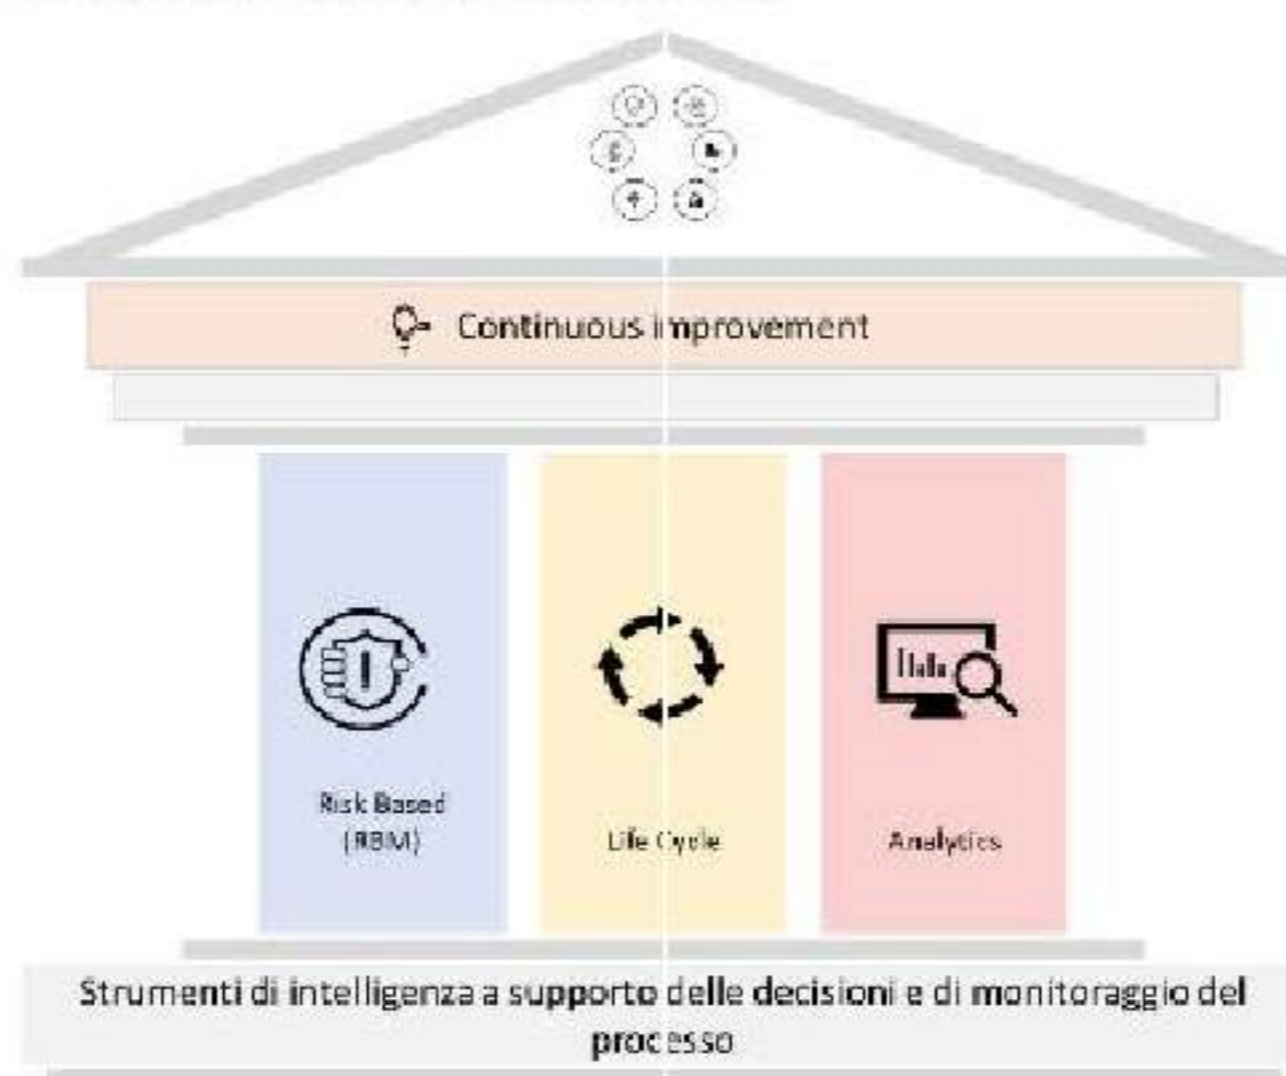 Continuous improvement
Risk Based
(RBM)
Life Cycle
Analytics
Strumenti di intelligenza a supporto delle decisioni e di monitoraggio del
processo